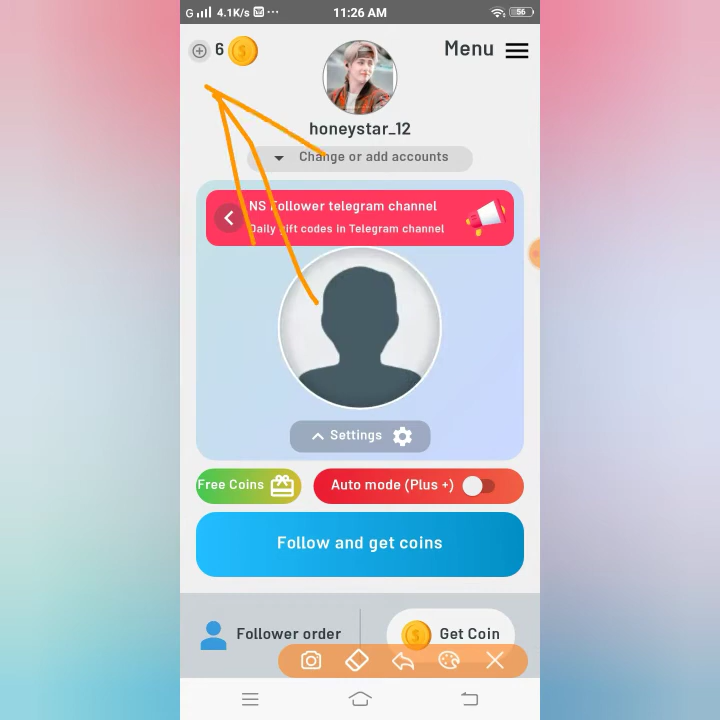 G 4.1K/s 11:26 AM 56
6
Menu
honeystar_12
Change or add accounts
NS Follower telegram channel
Daily gift codes in Telegram channel
Settings
Free Coins
Auto mode (Plus +)
Follow and get coins
Follower order
Get Coin